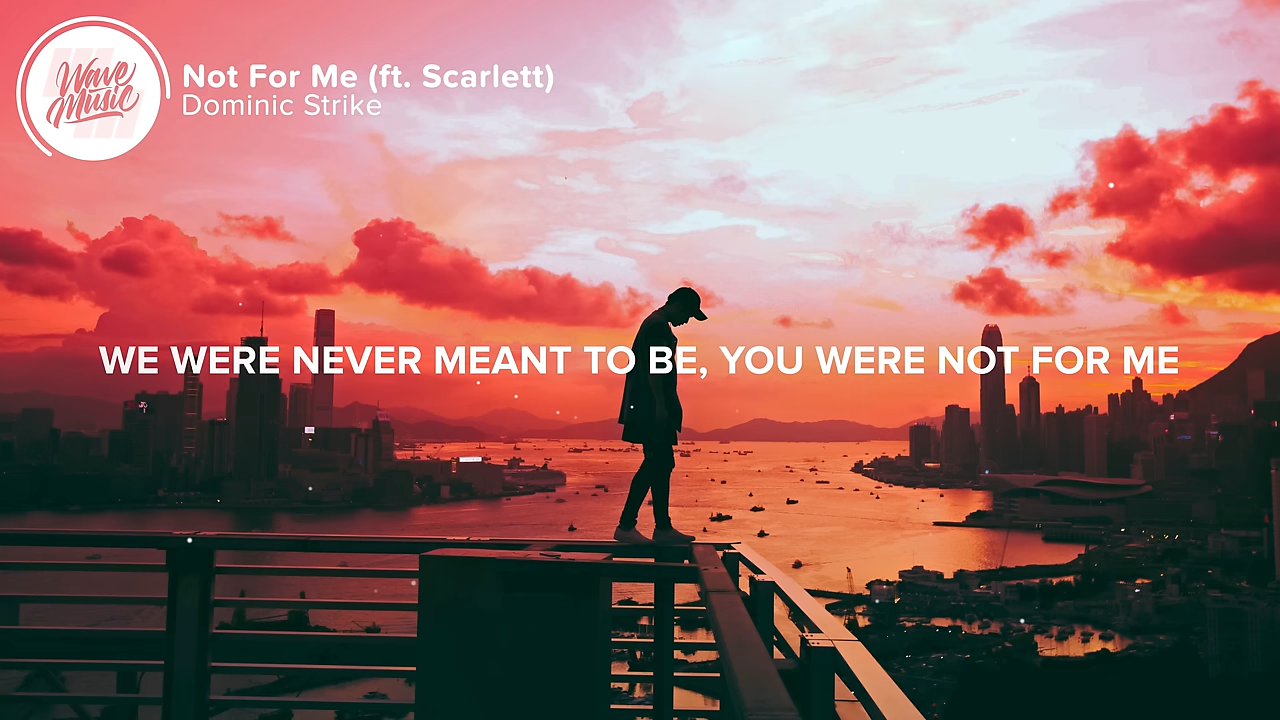 Wave
Music
Not For Me (ft. Scarlett)
Dominic Strike
WE WERE NEVER MEANT TO BE, YOU WERE NOT FOR ME